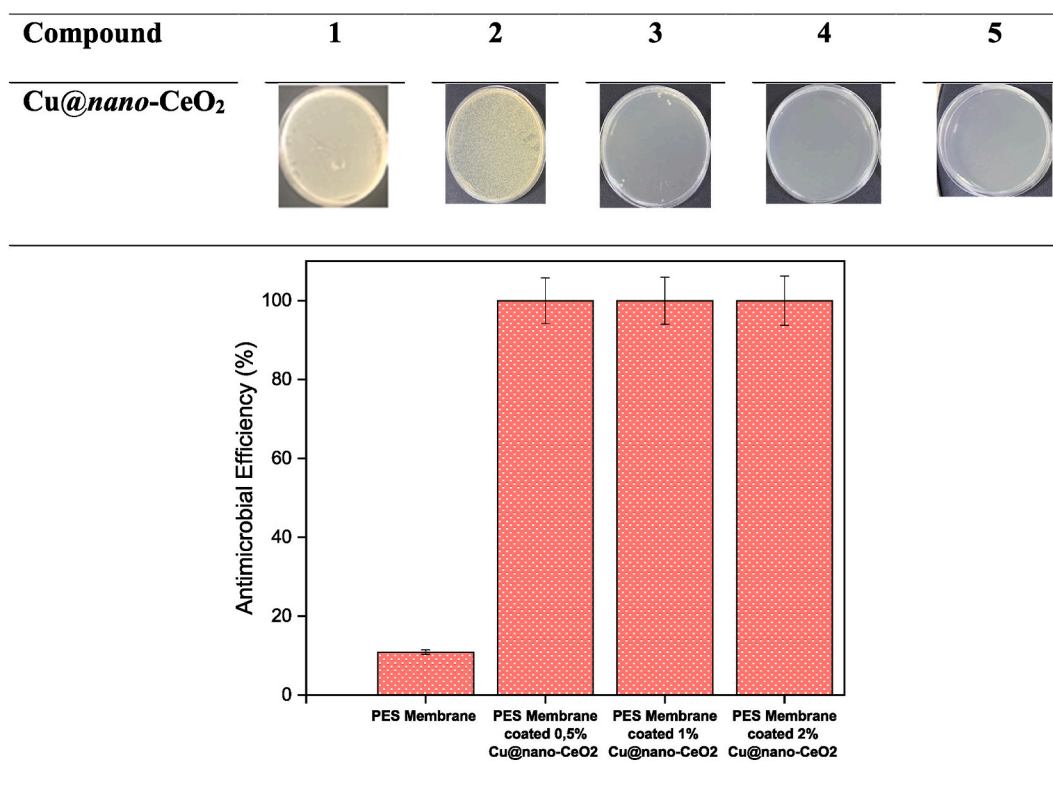 Compound 1 2 3 4 5
Cu@nano-CeO₂
Antimicrobial Efficiency (%)
100
80
60
40
20
0
PES Membrane
PES Membrane coated 0,5% Cu@nano-CeO2
PES Membrane coated 1% Cu@nano-CeO2
PES Membrane coated 2% Cu@nano-CeO2